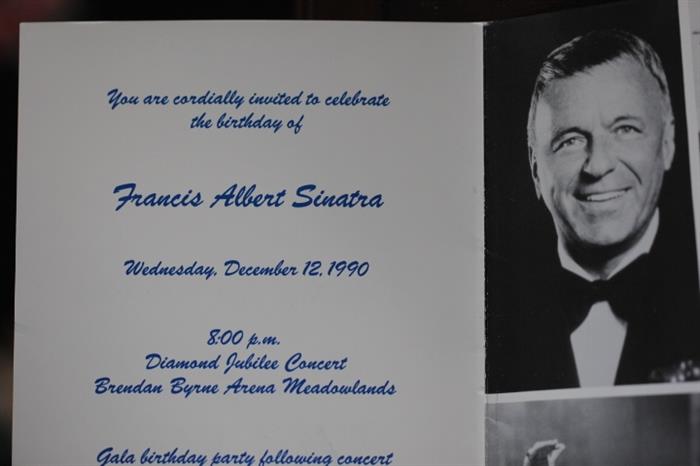 You are cordially invited to celebrate
the birthday of
Francis Albert Sinatra
Wednesday, December 12, 1990
8:00 p.m.
Diamond Jubilee Concert
Brendan Byrne Arena Meadowlands
Gala birthday party following concert